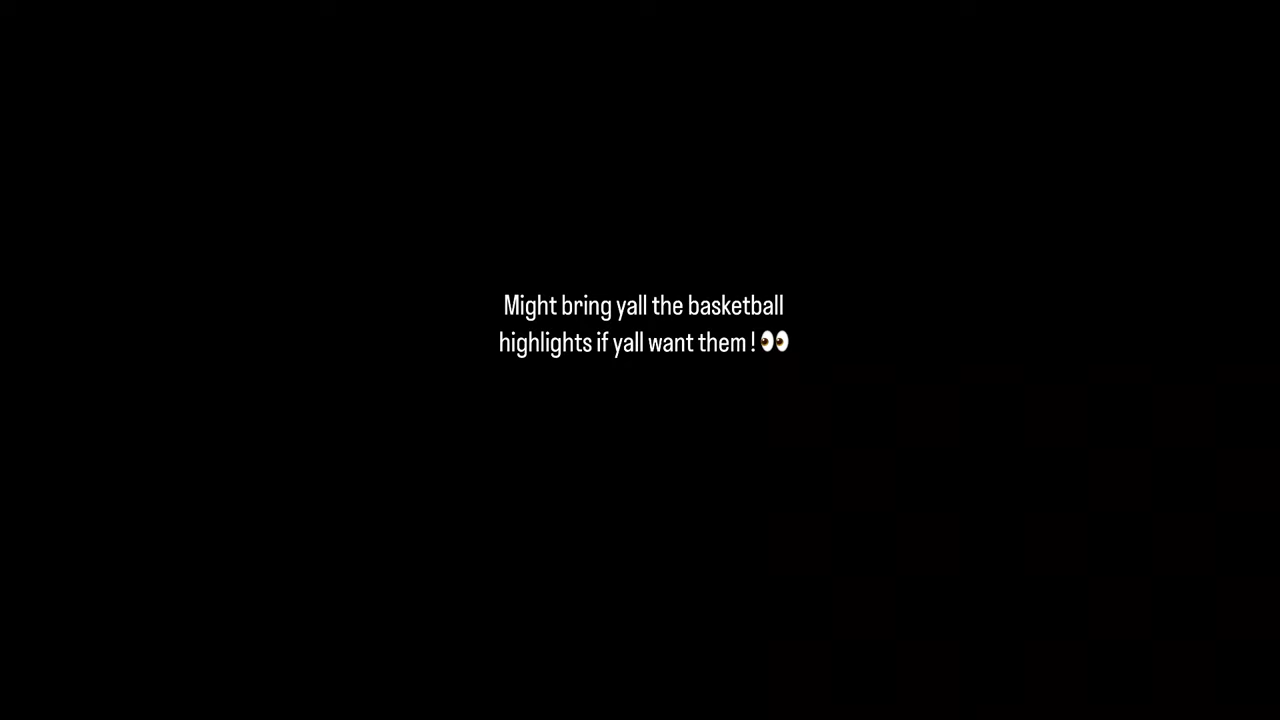 Might bring yall the basketball
highlights if yall want them ! 👀